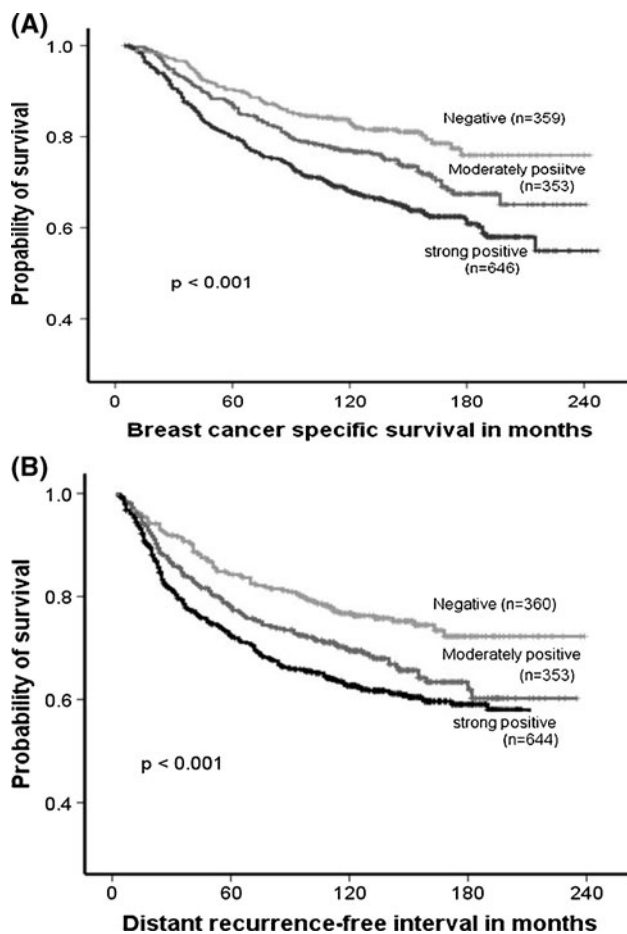 (A)
Propability of survival
1.0
0.8
0.6
0.4
Negative (n=359)
Moderately posiitve
(n=353)
strong positive
(n=646)
p < 0.001
0 60 120 180 240
Breast cancer specific survival in months
(B)
Probability of survival
1.0
0.8
0.6
0.4
Negative (n=360)
Moderately positive
(n=353)
strong positive
(n=644)
p < 0.001
0 60 120 180 240
Distant recurrence-free interval in months